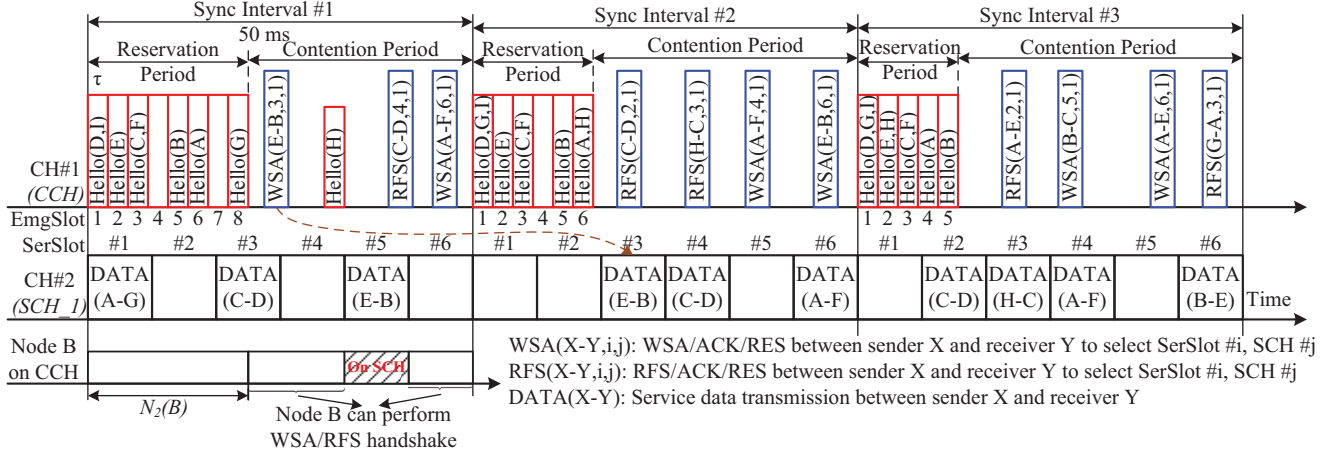 Sync Interval #1
Sync Interval #2
Sync Interval #3
50 ms
Reservation
Period
Contention Period
Reservation
Period
Contention Period
Reservation
Period
Contention Period
τ
CH#1
(CCH)
Hello(D,I)
Hello(E)
Hello(C,F)
Hello(B)
Hello(A)
Hello(G)
WSA(E-B,3,1)
Hello(H)
RFS(C-D,4,1)
WSA(A-F,6,1)
Hello(D,G,I)
Hello(E)
Hello(C,F)
Hello(B)
Hello(A,H)
RFS(C-D,2,1)
RFS(H-C,3,1)
WSA(A-F,4,1)
WSA(E-B,6,1)
Hello(D,G,I)
Hello(E,H)
Hello(C,F)
Hello(A)
Hello(B)
RFS(A-E,2,1)
WSA(B-C,5,1)
WSA(A-E,6,1)
RFS(G-A,3,1)
EmgSlot 1 2 3 4 5 6 7 8 1 2 3 4 5 6 1 2 3 4 5
SerSlot #1 #2 #3 #4 #5 #6 #1 #2 #3 #4 #5 #6 #1 #2 #3 #4 #5 #6
CH#2
(SCH_1)
DATA
(A-G)
DATA
(C-D)
DATA
(E-B)
DATA
(E-B)
DATA
(C-D)
DATA
(A-F)
DATA
(C-D)
DATA
(H-C)
DATA
(A-F)
DATA
(B-E)
Time
Node B
on CCH
On SCH
N2(B)
Node B can perform
WSA/RFS handshake
WSA(X-Y,i,j): WSA/ACK/RES between sender X and receiver Y to select SerSlot #i, SCH #j
RFS(X-Y,i,j): RFS/ACK/RES between sender X and receiver Y to select SerSlot #i, SCH #j
DATA(X-Y): Service data transmission between sender X and receiver Y